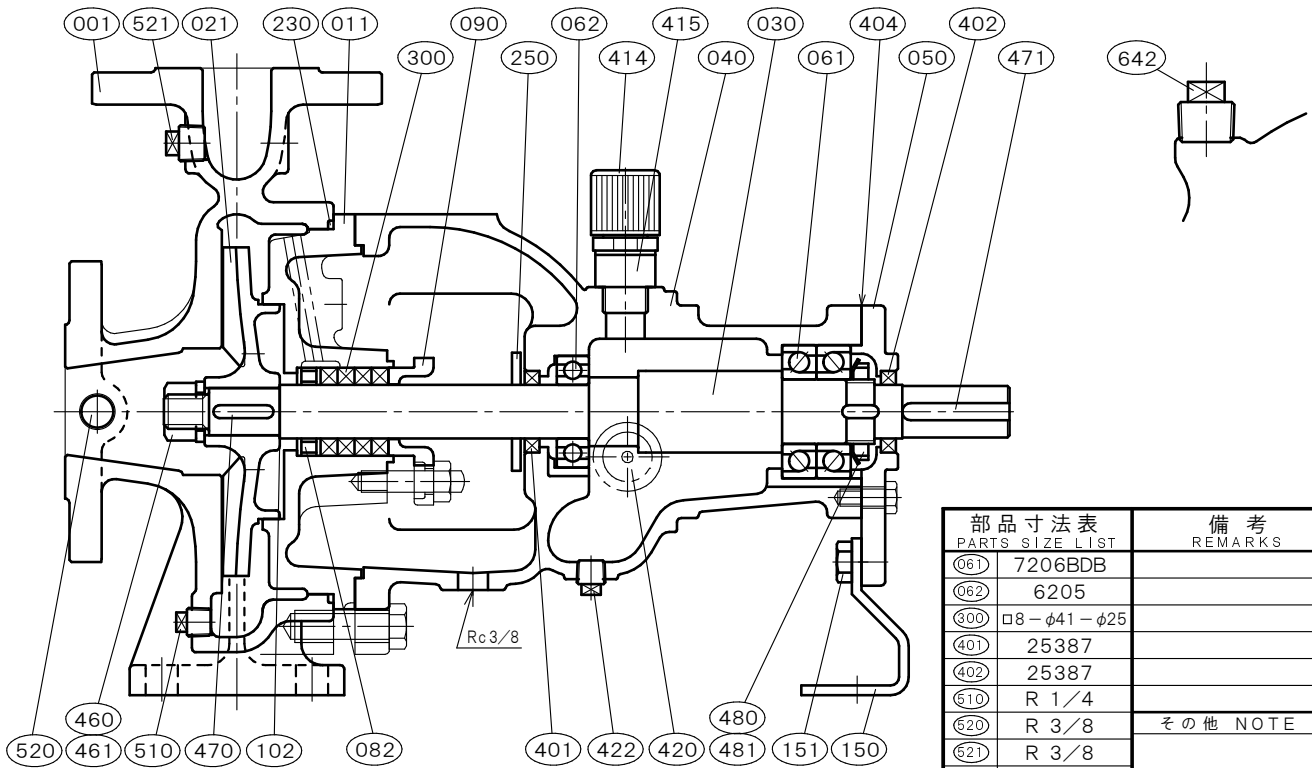 001 521 021 230 011 090 062 415 030 404 402
300 250 414 040 061 050 471 642
Rc3/8
460 480
520 461 510 470 102 082 401 422 420 481 151 150
部品寸法表 備考
PARTS SIZE LIST REMARKS
061 7206BDB
062 6205
300 □8-φ41-φ25
401 25387
402 25387
510 R 1/4
520 R 3/8 その他 NOTE
521 R 3/8